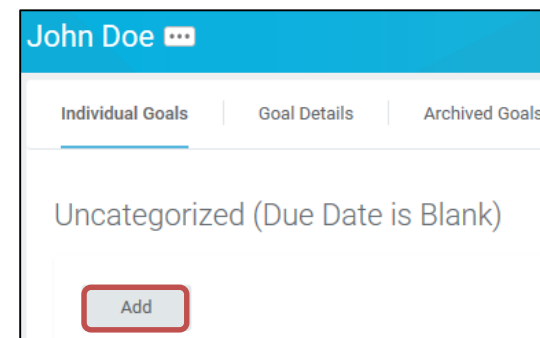 John Doe
Individual Goals Goal Details Archived Goals
Uncategorized (Due Date is Blank)
Add